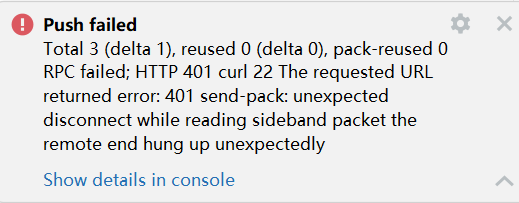 Push failed
Total 3 (delta 1), reused 0 (delta 0), pack-reused 0
RPC failed; HTTP 401 curl 22 The requested URL
returned error: 401 send-pack: unexpected
disconnect while reading sideband packet the
remote end hung up unexpectedly
Show details in console